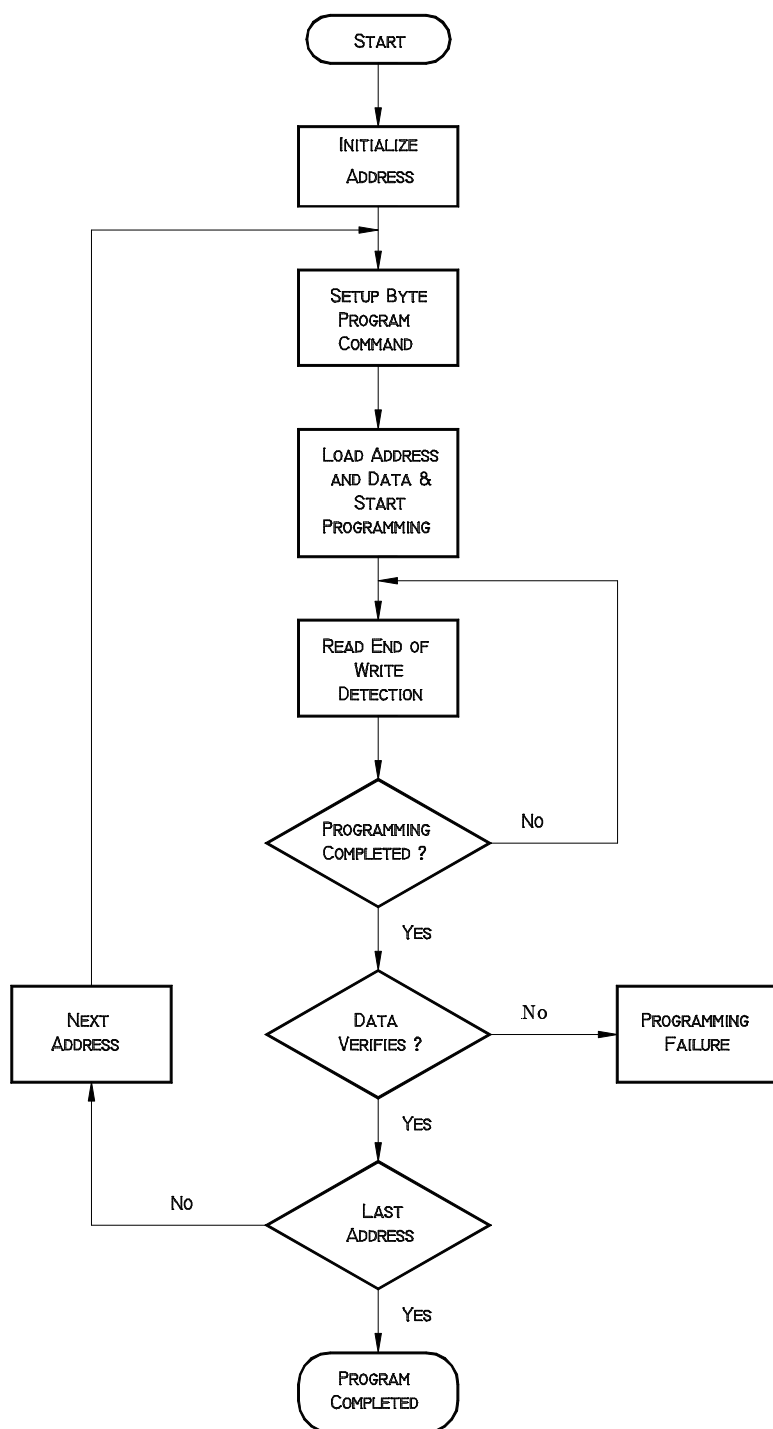 START
INITIALIZE
ADDRESS
SETUP BYTE
PROGRAM
COMMAND
LOAD ADDRESS
AND DATA &
START
PROGRAMMING
READ END OF
WRITE
DETECTION
PROGRAMMING
COMPLETED ?
NO
YES
NEXT
ADDRESS
DATA
VERIFIES ?
No
PROGRAMMING
FAILURE
YES
NO
LAST
ADDRESS
YES
PROGRAM
COMPLETED